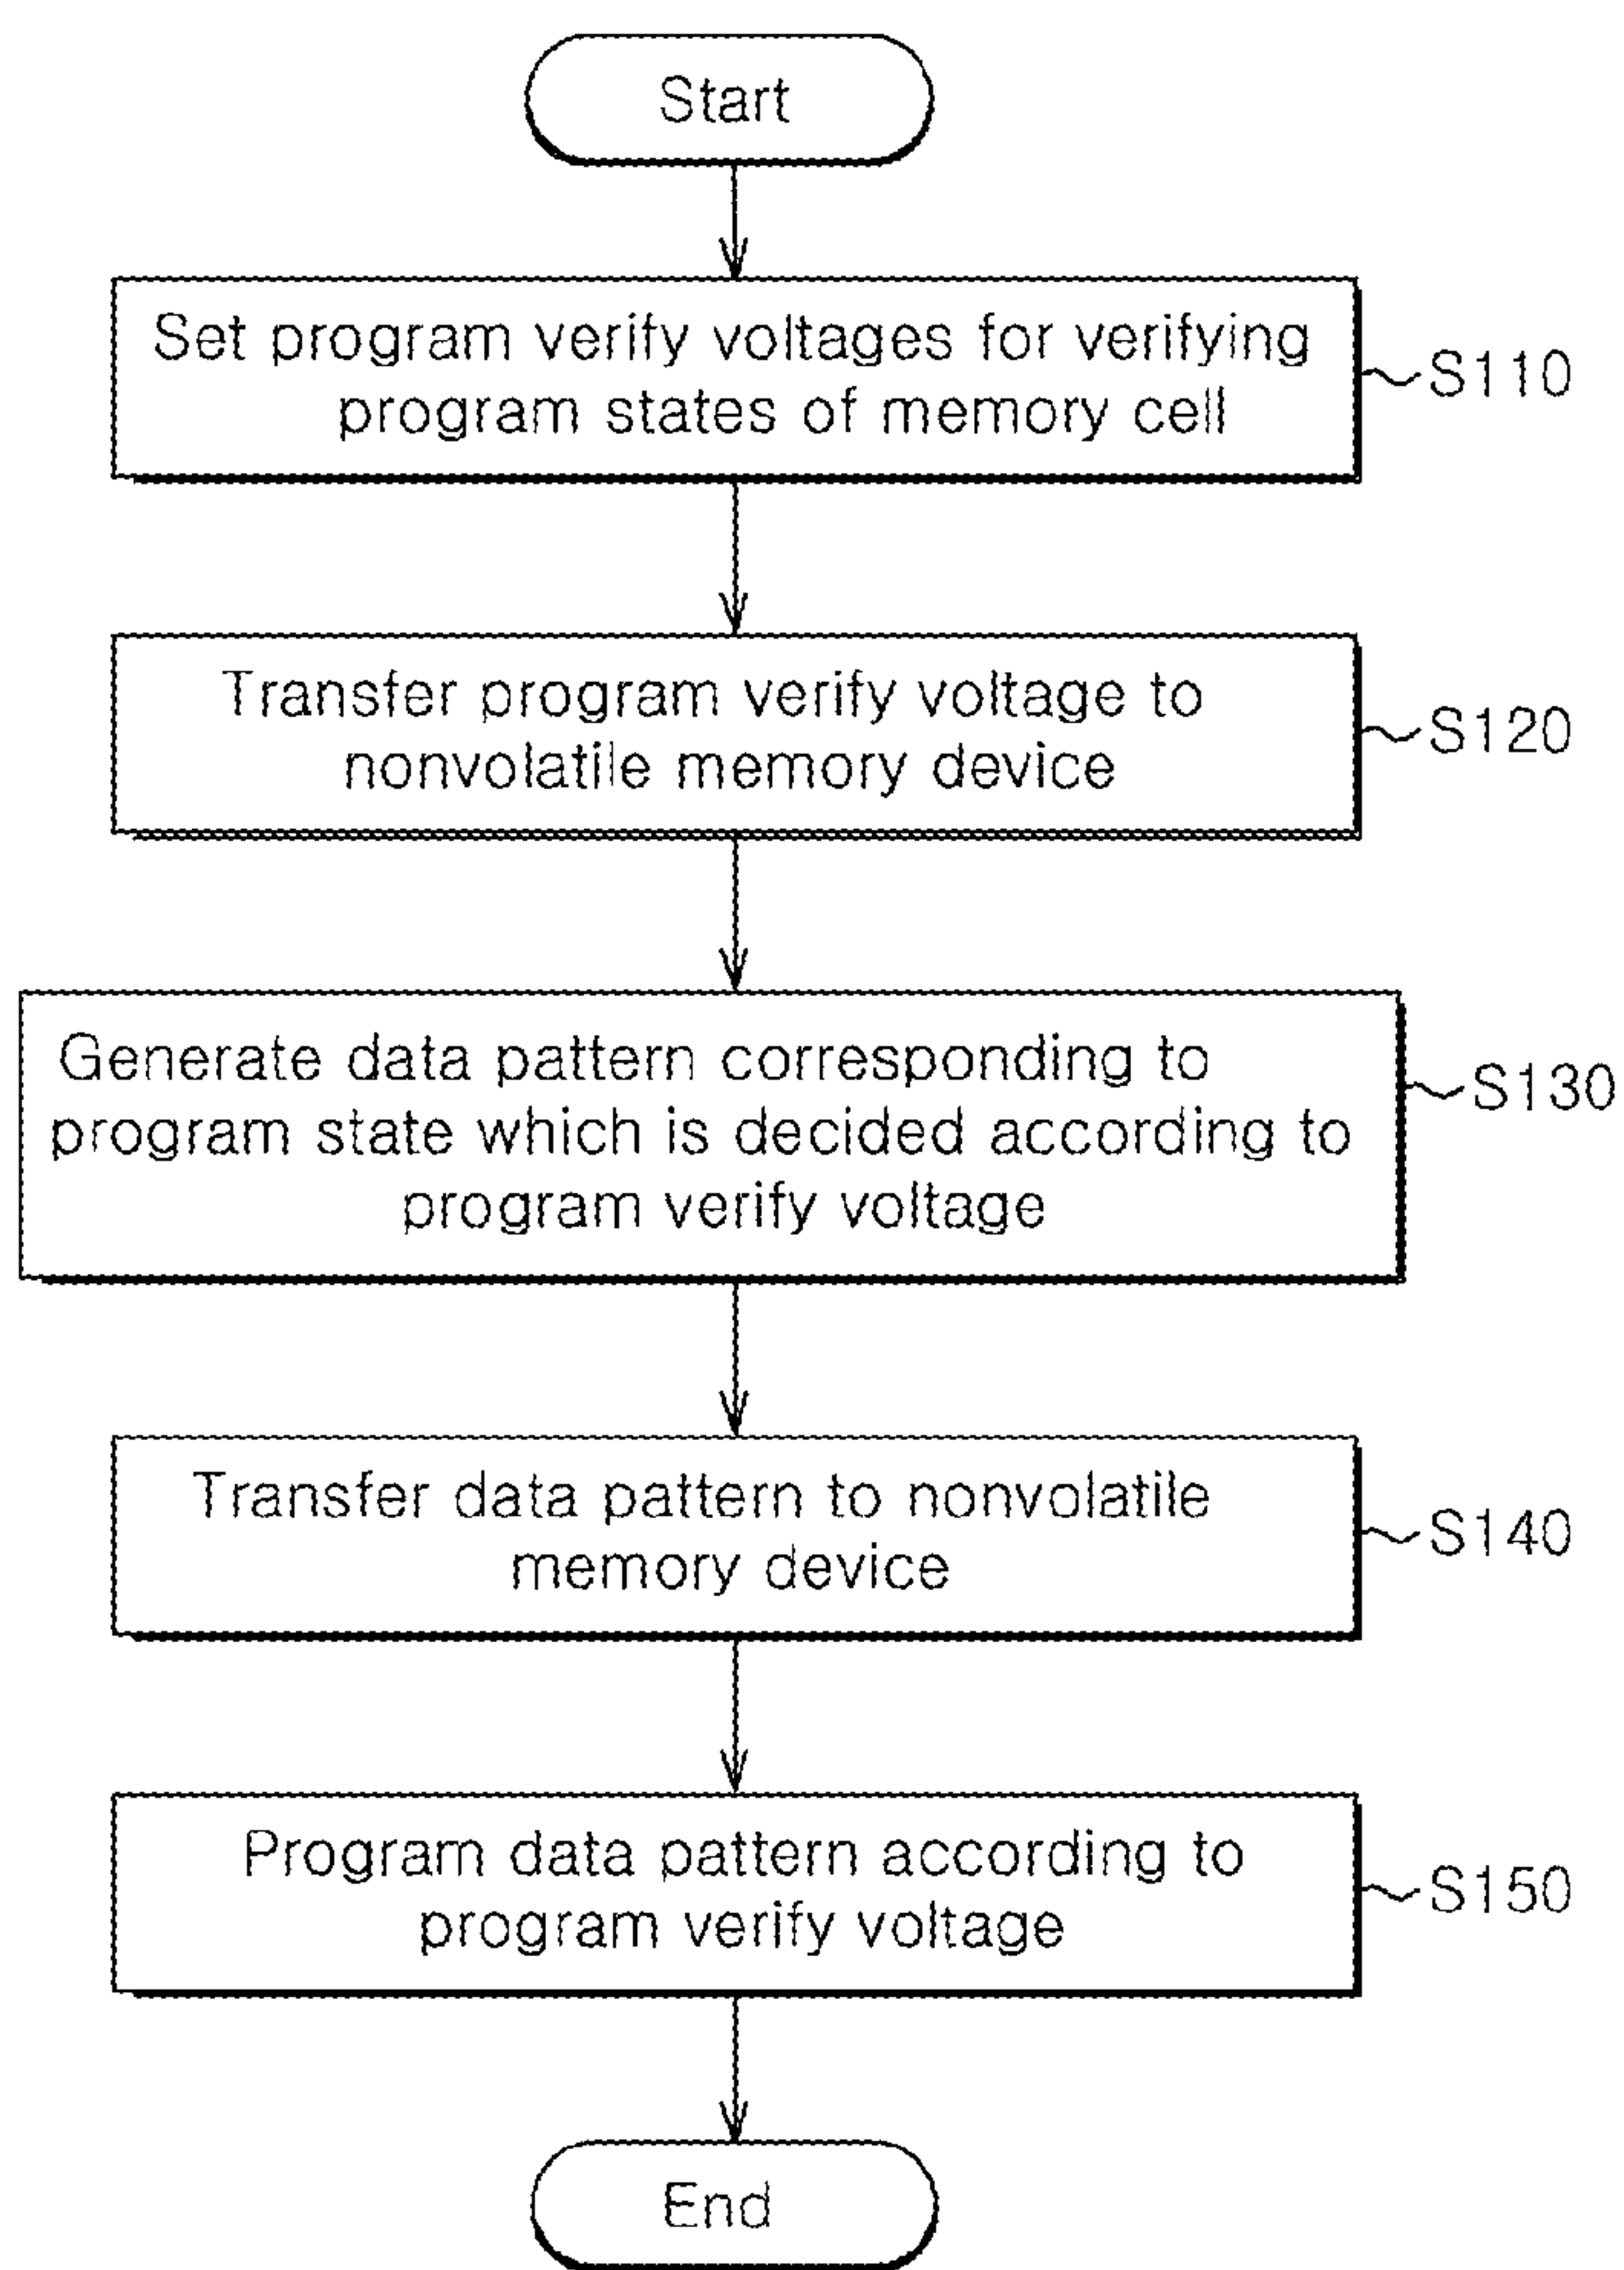 Start
Set program verify voltages for verifying
program states of memory cell
S110
Transfer program verify voltage to
nonvolatile memory device
S120
Generate data pattern corresponding to
program state which is decided according to
program verify voltage
S130
Transfer data pattern to nonvolatile
memory device
S140
Program data pattern according to
program verify voltage
S150
End